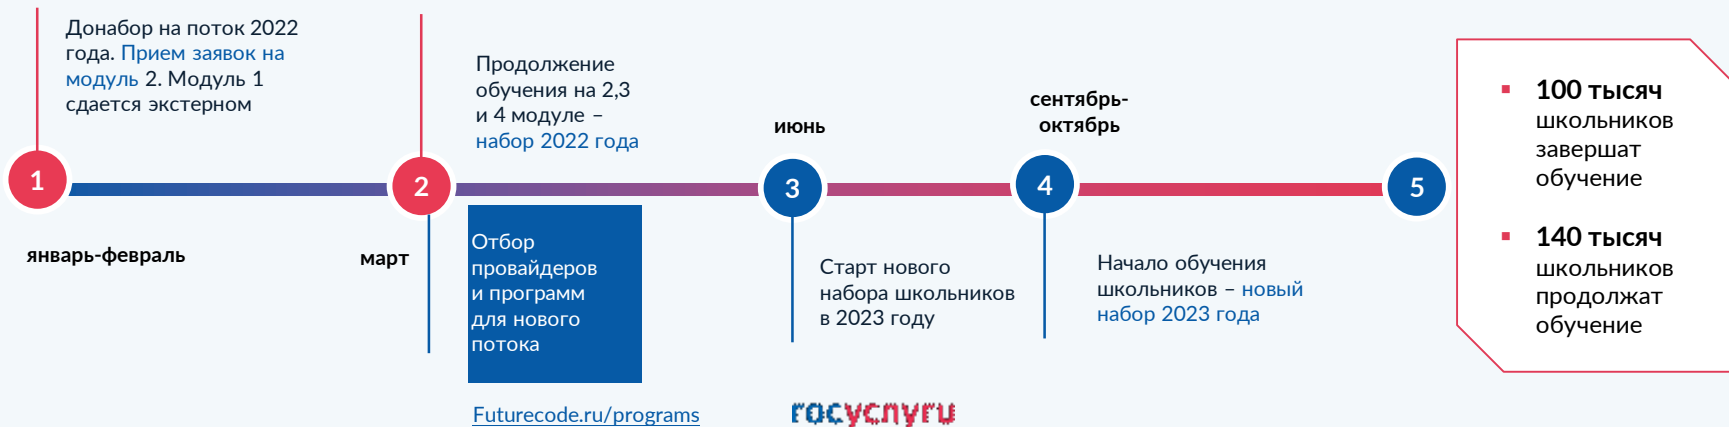 Донабор на поток 2022
года. Прием заявок на
модуль 2. Модуль 1
сдается экстерном
1
январь-февраль
Продолжение
обучения на 2,3
и 4 модуле –
набор 2022 года
2
март
Отбор
провайдеров
и программ
для нового
потока
Futurecode.ru/programs
июнь
3
Старт нового
набора школьников
в 2023 году
госуслуги
сентябрь-
октябрь
4
Начало обучения
школьников – новый
набор 2023 года
5
▪ 100 тысяч
школьников
завершат
обучение
▪ 140 тысяч
школьников
продолжат
обучение